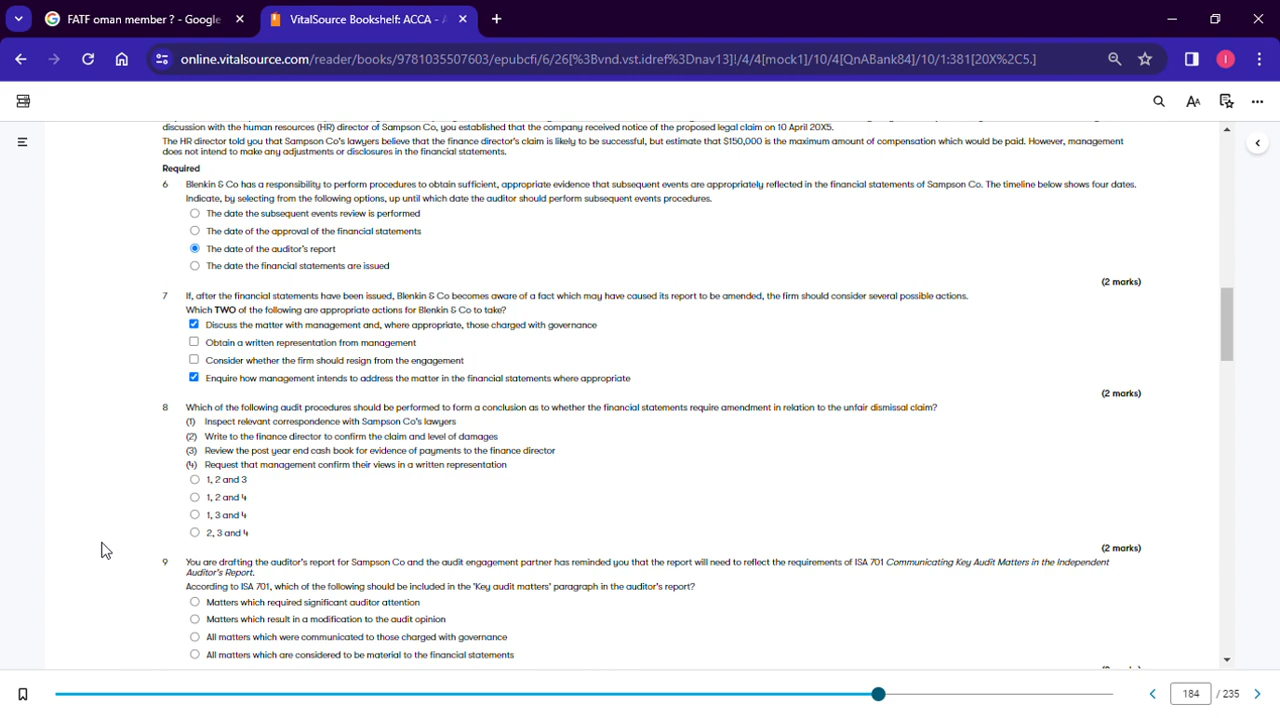 FATF oman member ? - Google
VitalSource Bookshelf: ACCA -
online.vitalsource.com/reader/books/9781035507603/epubcfi/6/26[%3Bvnd.vst.idref%3Dnav13]!/4/4[mock1]/10/4[QnABank84]/10/1:381[20X%2C5.]
I
AA
discussion with the human resources (HR) director of Sampson Co, you established that the company received notice of the proposed legal claim on 10 April 20X5.
The HR director told you that Sampson Co's lawyers believe that the finance director's claim is likely to be successful, but estimate that $150,000 is the maximum amount of compensation which would be paid. However, management
does not intend to make any adjustments or disclosures in the financial statements.
Required
6 Blenkin & Co has a responsibility to perform procedures to obtain sufficient, appropriate evidence that subsequent events are appropriately reflected in the financial statements of Sampson Co. The timeline below shows four dates.
Indicate, by selecting from the following options, up until which date the auditor should perform subsequent events procedures.
The date the subsequent events review is performed
The date of the approval of the financial statements
The date of the auditor's report
The date the financial statements are issued
(2 marks)
7 If, after the financial statements have been issued, Blenkin & Co becomes aware of a fact which may have caused its report to be amended, the firm should consider several possible actions.
Which TWO of the following are appropriate actions for Blenkin & Co to take?
Discuss the matter with management and, where appropriate, those charged with governance
Obtain a written representation from management
Consider whether the firm should resign from the engagement
Enquire how management intends to address the matter in the financial statements where appropriate
(2 marks)
8 Which of the following audit procedures should be performed to form a conclusion as to whether the financial statements require amendment in relation to the unfair dismissal claim?
(1) Inspect relevant correspondence with Sampson Co's lawyers
(2) Write to the finance director to confirm the claim and level of damages
(3) Review the post year end cash book for evidence of payments to the finance director
(4) Request that management confirm their views in a written representation
1, 2 and 3
1, 2 and 4
1, 3 and 4
2, 3 and 4
(2 marks)
9 You are drafting the auditor's report for Sampson Co and the audit engagement partner has reminded you that the report will need to reflect the requirements of ISA 701 Communicating Key Audit Matters in the Independent
Auditor's Report.
According to ISA 701, which of the following should be included in the 'Key audit matters' paragraph in the auditor's report?
Matters which required significant auditor attention
Matters which result in a modification to the audit opinion
All matters which were communicated to those charged with governance
All matters which are considered to be material to the financial statements
184 / 235